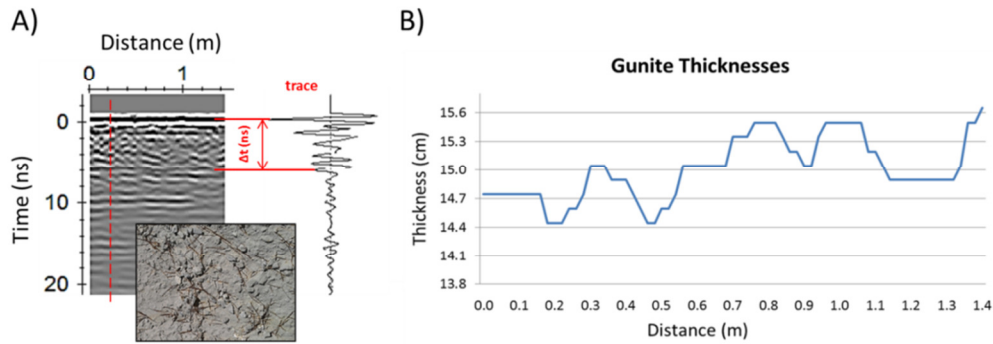 A)
Distance (m)
0 1
trace
Time (ns)
0
10
20
Δt (ns)
B)
Gunite Thicknesses
Thickness (cm)
15.6
15.3
15.0
14.7
14.4
14.1
13.8
0.0 0.1 0.2 0.3 0.4 0.5 0.6 0.7 0.8 0.9 1.0 1.1 1.2 1.3 1.4
Distance (m)